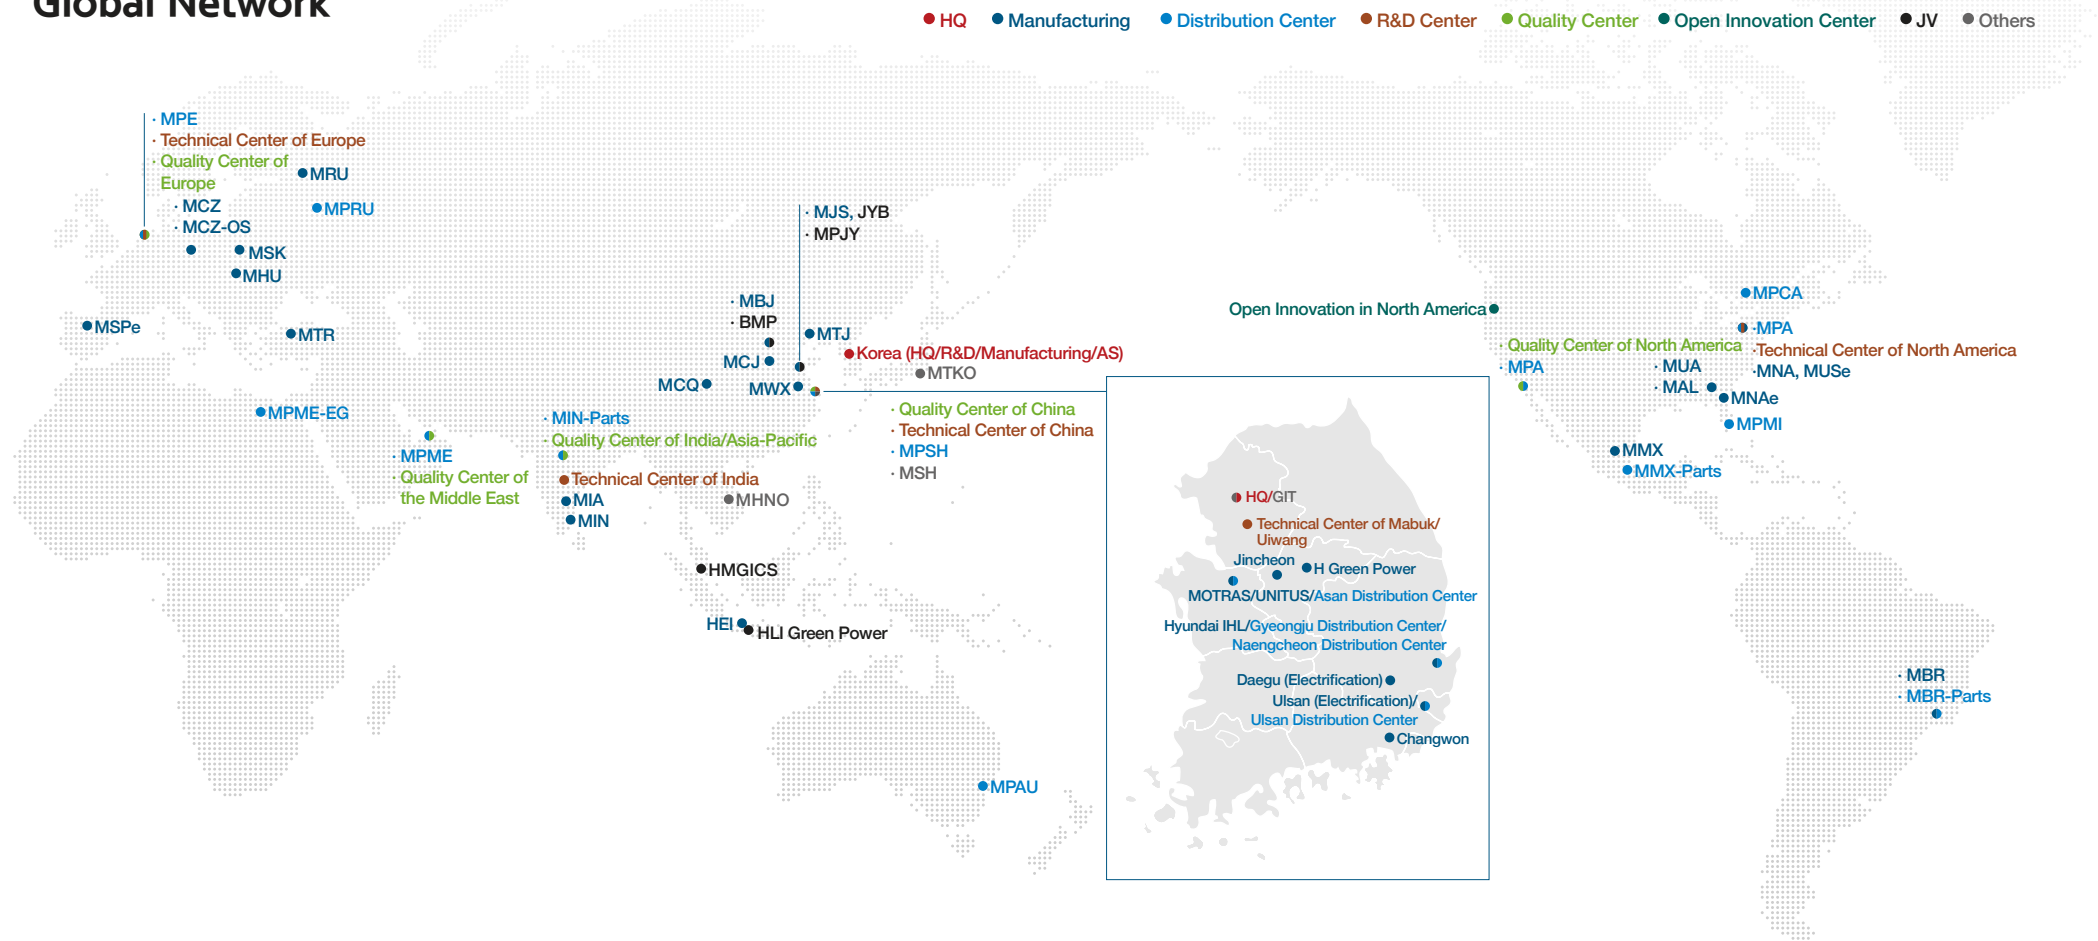 Global Network
HQ
Manufacturing
Distribution Center
R&D Center
Quality Center
Open Innovation Center
JV
Others
· MPE
· Technical Center of Europe
· Quality Center of
Europe
MRU
MPRU
· MCZ
· MCZ-OS
MSK
MHU
MSPe
MTR
· MJS, JYB
· MPJY
· MBJ
· BMP
MTJ
MCJ
MCQ
MWX
Korea (HQ/R&D/Manufacturing/AS)
MTKO
· Quality Center of China
· Technical Center of China
· MPSH
· MSH
MPME-EG
· MPME
· Quality Center of
the Middle East
· MIN-Parts
· Quality Center of India/Asia-Pacific
Technical Center of India
MIA
MIN
MHNO
HMGICS
HEI
HLI Green Power
MPAU
HQ/GIT
Technical Center of Mabuk/
Uiwang
Jincheon
H Green Power
MOTRAS/UNITUS/Asan Distribution Center
Hyundai IHL/Gyeongju Distribution Center/
Naengcheon Distribution Center
Daegu (Electrification)
Ulsan (Electrification)/
Ulsan Distribution Center
Changwon
Open Innovation in North America
· Quality Center of North America
· MPA
MPCA
·MPA
·Technical Center of North America
·MNA, MUSe
· MUA
· MAL
MNAe
MPMI
MMX
MMX-Parts
· MBR
· MBR-Parts